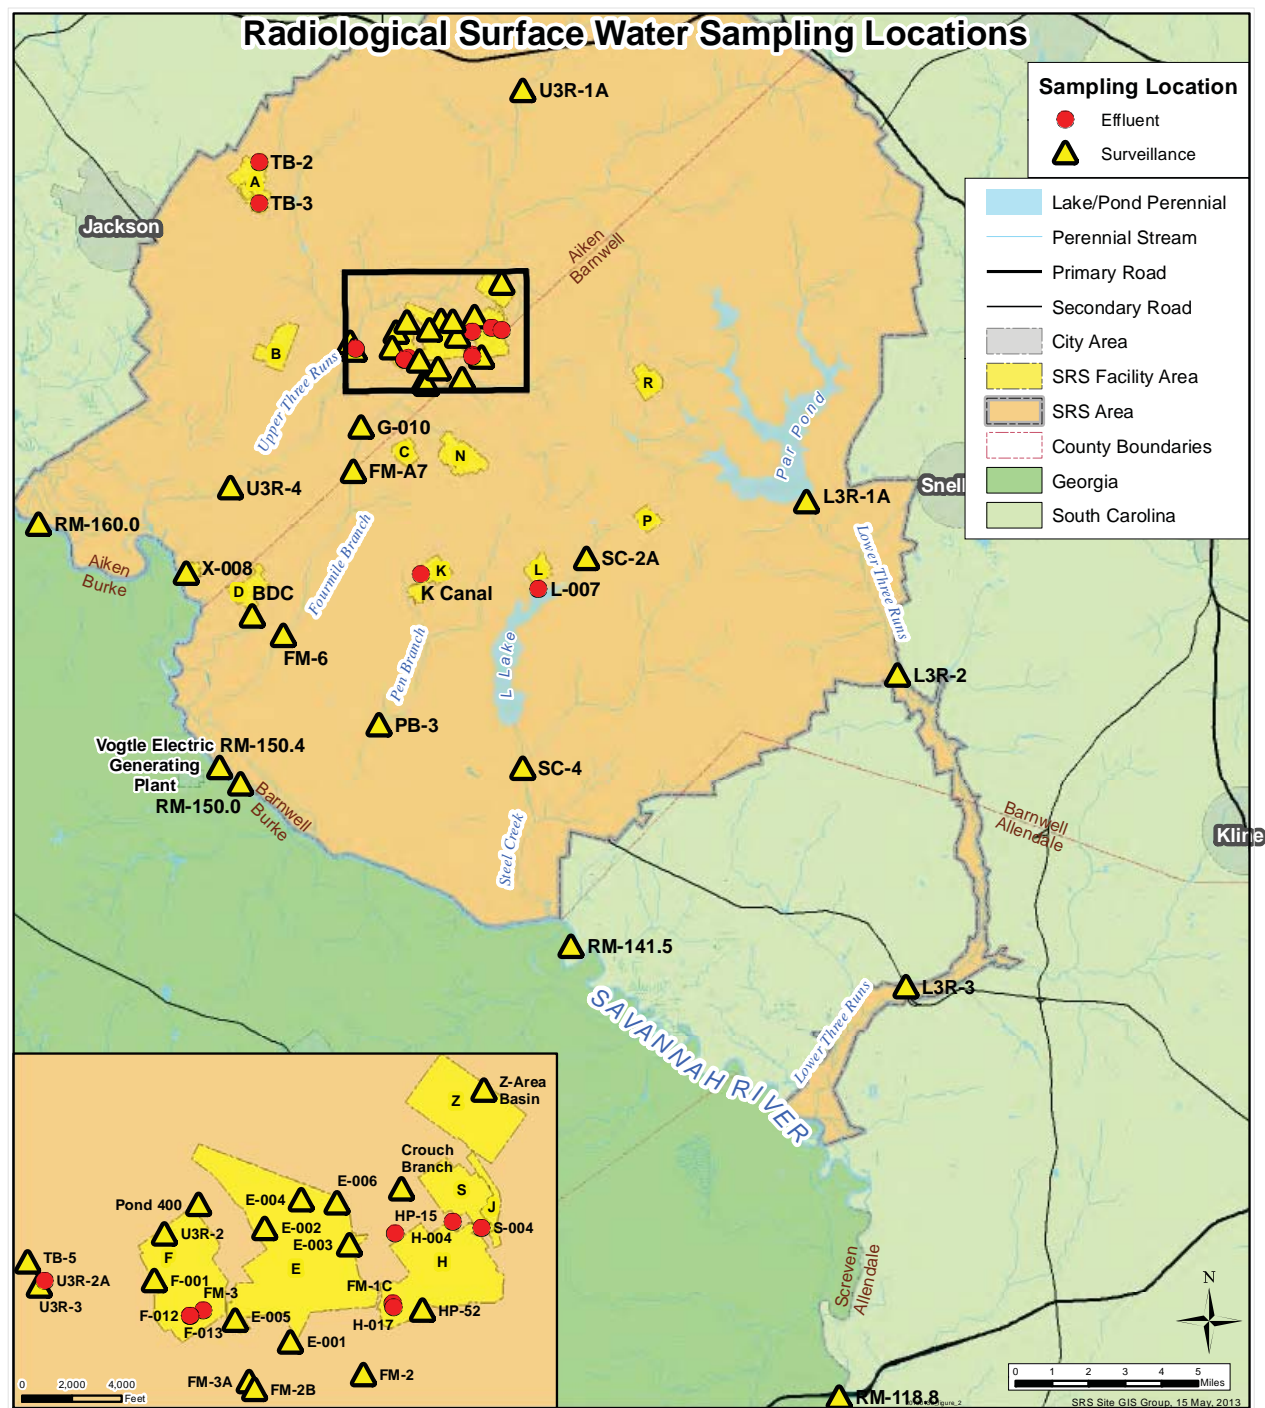 Radiological Surface Water Sampling Locations
Sampling Location
Effluent
Surveillance
Lake/Pond Perennial
Perennial Stream
Primary Road
Secondary Road
City Area
SRS Facility Area
SRS Area
County Boundaries
Georgia
South Carolina
U3R-1A
TB-2
A
TB-3
Jackson
Aiken
Barnwell
B
Upper Three Runs
R
Par Pond
G-010
C
N
FM-A7
U3R-4
L3R-1A
Snel
P
RM-160.0
Aiken
Burke
X-008
Fourmile Branch
SC-2A
Lower Three Runs
D
BDC
K
K Canal
L
L-007
FM-6
Pen Branch
L Lake
L3R-2
PB-3
Vogtle Electric
Generating
Plant
RM-150.4
RM-150.0
SC-4
Barnwell
Burke
Barnwell
Allendale
Kline
Steel Creek
RM-141.5
L3R-3
SAVANNAH RIVER
Lower Three Runs
Z
Z-Area
Basin
Crouch
Branch
S
J
E-006
E-004
Pond 400
HP-15
S-004
U3R-2
E-002
H-004
E-003
F
E
H
TB-5
U3R-2A
U3R-3
F-001
FM-3
FM-1C
HP-52
F-012
F-013
E-005
H-017
E-001
FM-3A
FM-2B
FM-2
0 2,000 4,000
Feet
Screven
Allendale
N
0 1 2 3 4 5
Miles
RM-118.8
SRS Site GIS Group, 15 May, 2013